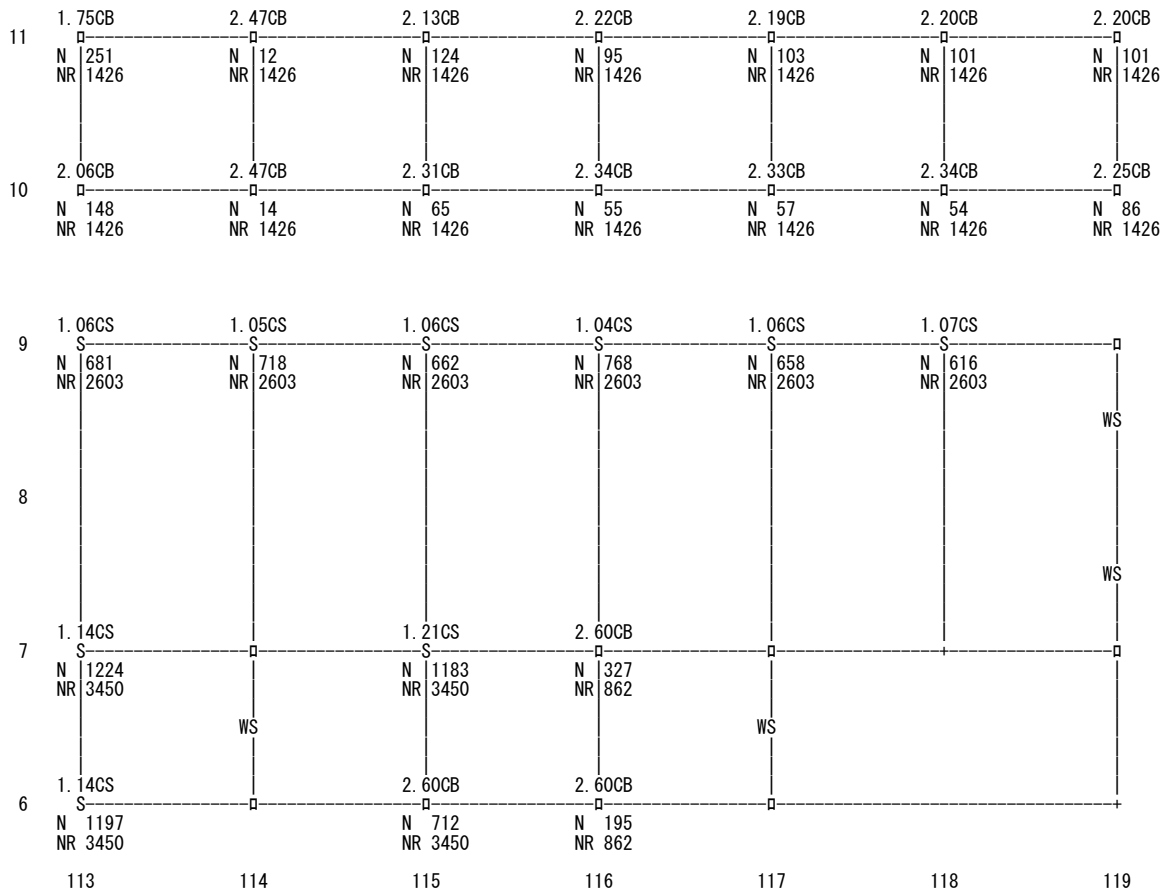 1.75CB 2.47CB 2.13CB 2.22CB 2.19CB 2.20CB 2.20CB
11
N 251 N 12 N 124 N 95 N 103 N 101 N 101
NR 1426 NR 1426 NR 1426 NR 1426 NR 1426 NR 1426 NR 1426
2.06CB 2.47CB 2.31CB 2.34CB 2.33CB 2.34CB 2.25CB
10
N 148 N 14 N 65 N 55 N 57 N 54 N 86
NR 1426 NR 1426 NR 1426 NR 1426 NR 1426 NR 1426 NR 1426
1.06CS 1.05CS 1.06CS 1.04CS 1.06CS 1.07CS
9 S S S S S S
N 681 N 718 N 662 N 768 N 658 N 616
NR 2603 NR 2603 NR 2603 NR 2603 NR 2603 NR 2603
WS
8
WS
1.14CS 1.21CS 2.60CB
7 S S
N 1224 N 1183 N 327
NR 3450 NR 3450 NR 862
WS WS
1.14CS 2.60CB 2.60CB
6 S
N 1197 N 712 N 195
NR 3450 NR 3450 NR 862
113 114 115 116 117 118 119